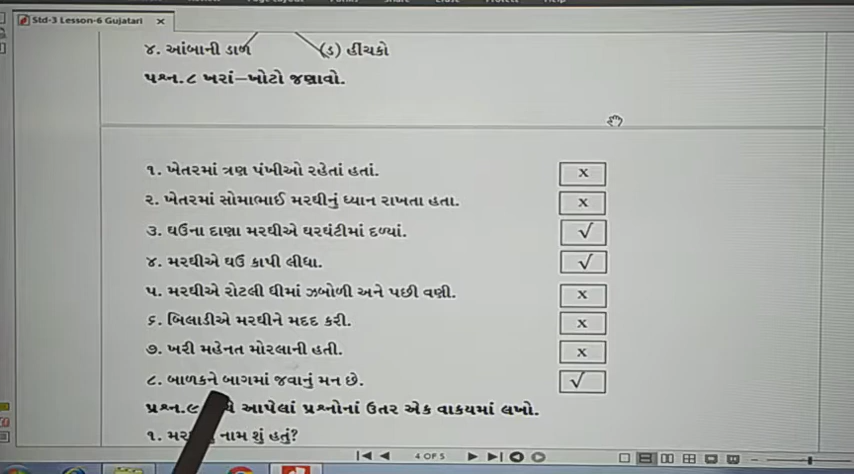 Std-3 Lesson-6 Gujatari ×
૪. આંબાની ડાળ (ડ) હીંચકો
પ્રશ્ન.૮ ખરાં–ખોટો જણાવો.
૧. ખેતરમાં ત્રણ પંખીઓ રહેતાં હતાં. x
૨. ખેતરમાં સોમાભાઈ મરઘીનું ધ્યાન રાખતા હતા. x
૩. ઘઉંના દાણા મરઘીએ ઘરઘંટીમાં દળ્યાં. √
૪. મરઘીએ ઘઉં કાપી લીધા. √
૫. મરઘીએ રોટલી ઘીમાં ઝબોળી અને પછી વણી. x
૬. બિલાડીએ મરઘીને મદદ કરી. x
૭. ખરી મહેનત મોરલાની હતી. x
૮. બાળકને બાગમાં જવાનું મન છે. √
પ્રશ્ન.૯ આપેલાં પ્રશ્નોનાં ઉતર એક વાક્યમાં લખો.
૧. નામ શું હતું?
4 OF 5